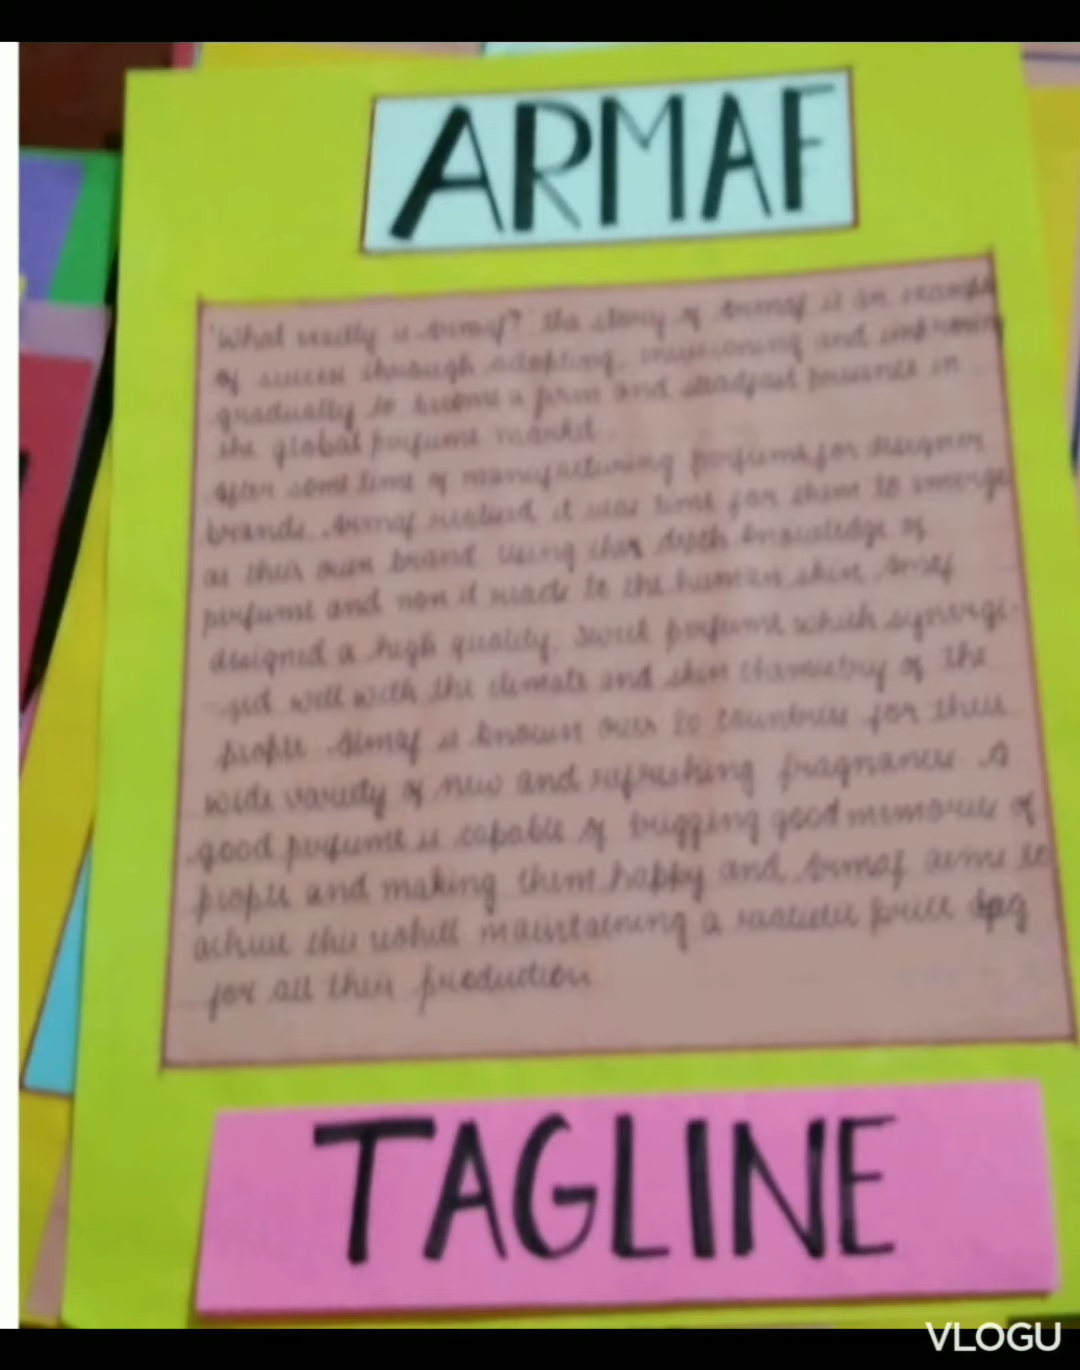 ARMAF
'What really is Armaf? the story of Armaf is an example
of success through adopting, envisioning and improving
gradually to become a firm and steadfast presence in
the global perfume market.
After some time of manufacturing perfumes for designer
brands. Armaf realised it was time for them to emerge
as their own brand Using their depth knowledge of
perfume and how it reacts to the human skin, Armaf
designed a high quality, sweet perfume which synergi-
sed well with the climate and skin chemistry of the
people Armaf is known over countries for their
wide variety of new and refreshing fragnances A
good perfume is capable of trigging good memories of
people and making them happy and Armaf aims to
achive this whill maintaining a realistic price tag
for all their production
TAGLINE
VLOGU